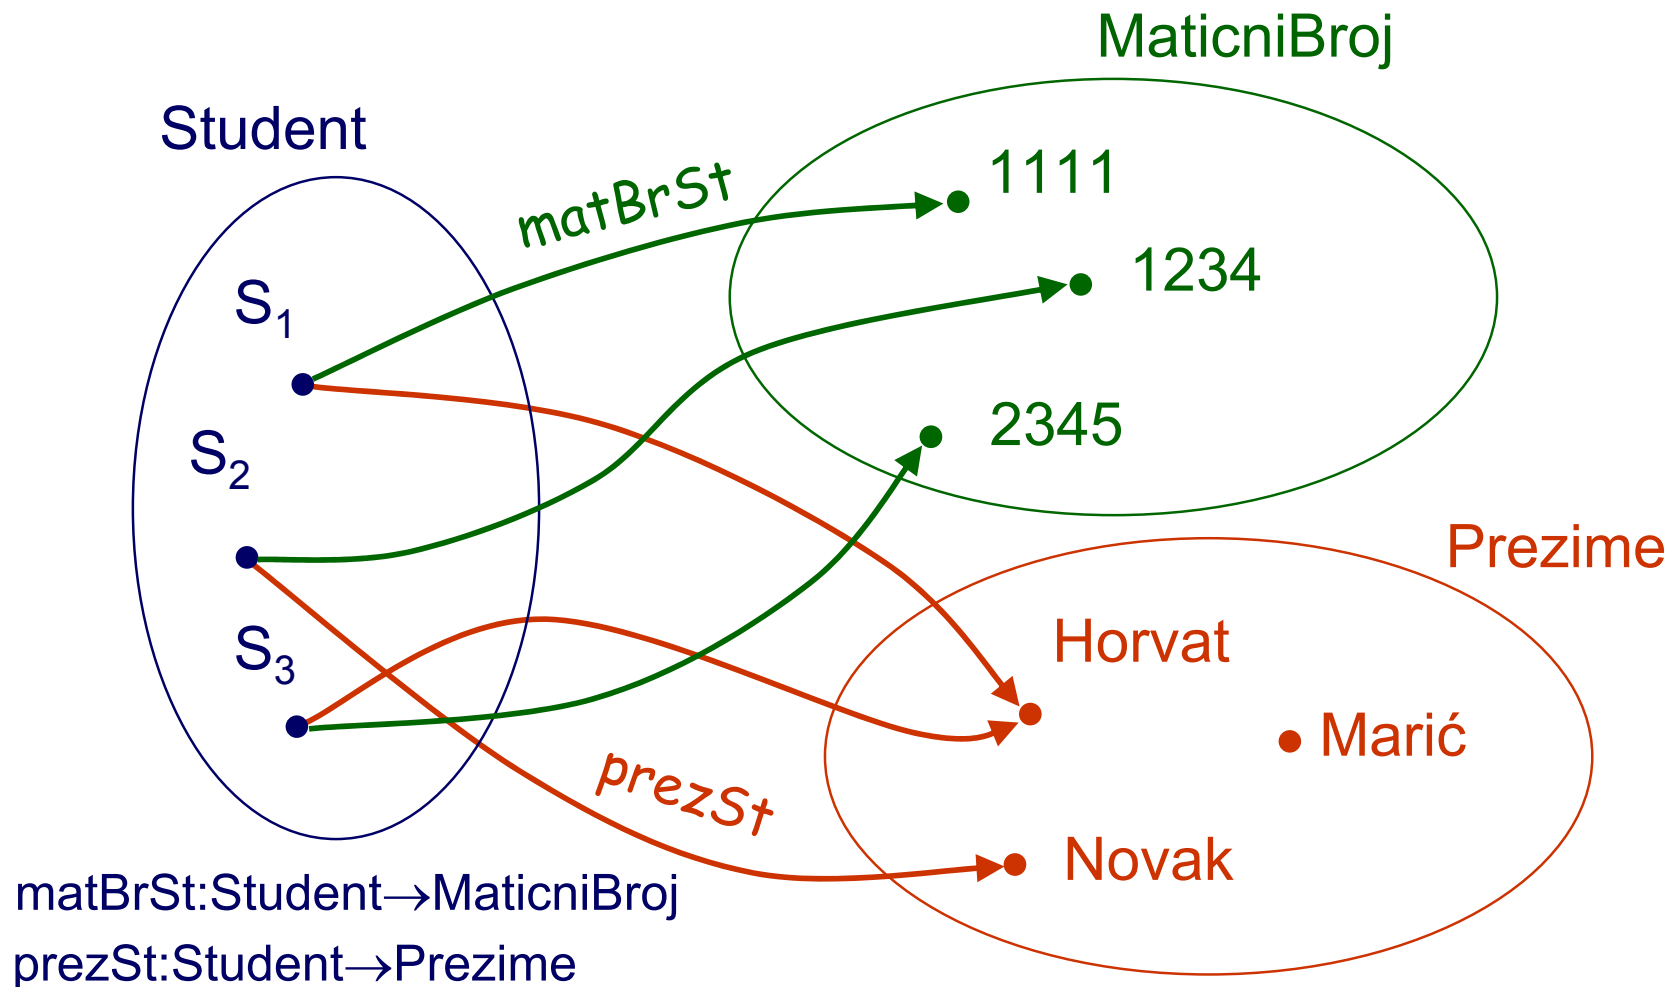 MaticniBroj
Student
matBrSt
1111
1234
S1
2345
S2
Prezime
S3
Horvat
Marić
prezSt
Novak
matBrSt:Student→MaticniBroj
prezSt:Student→Prezime